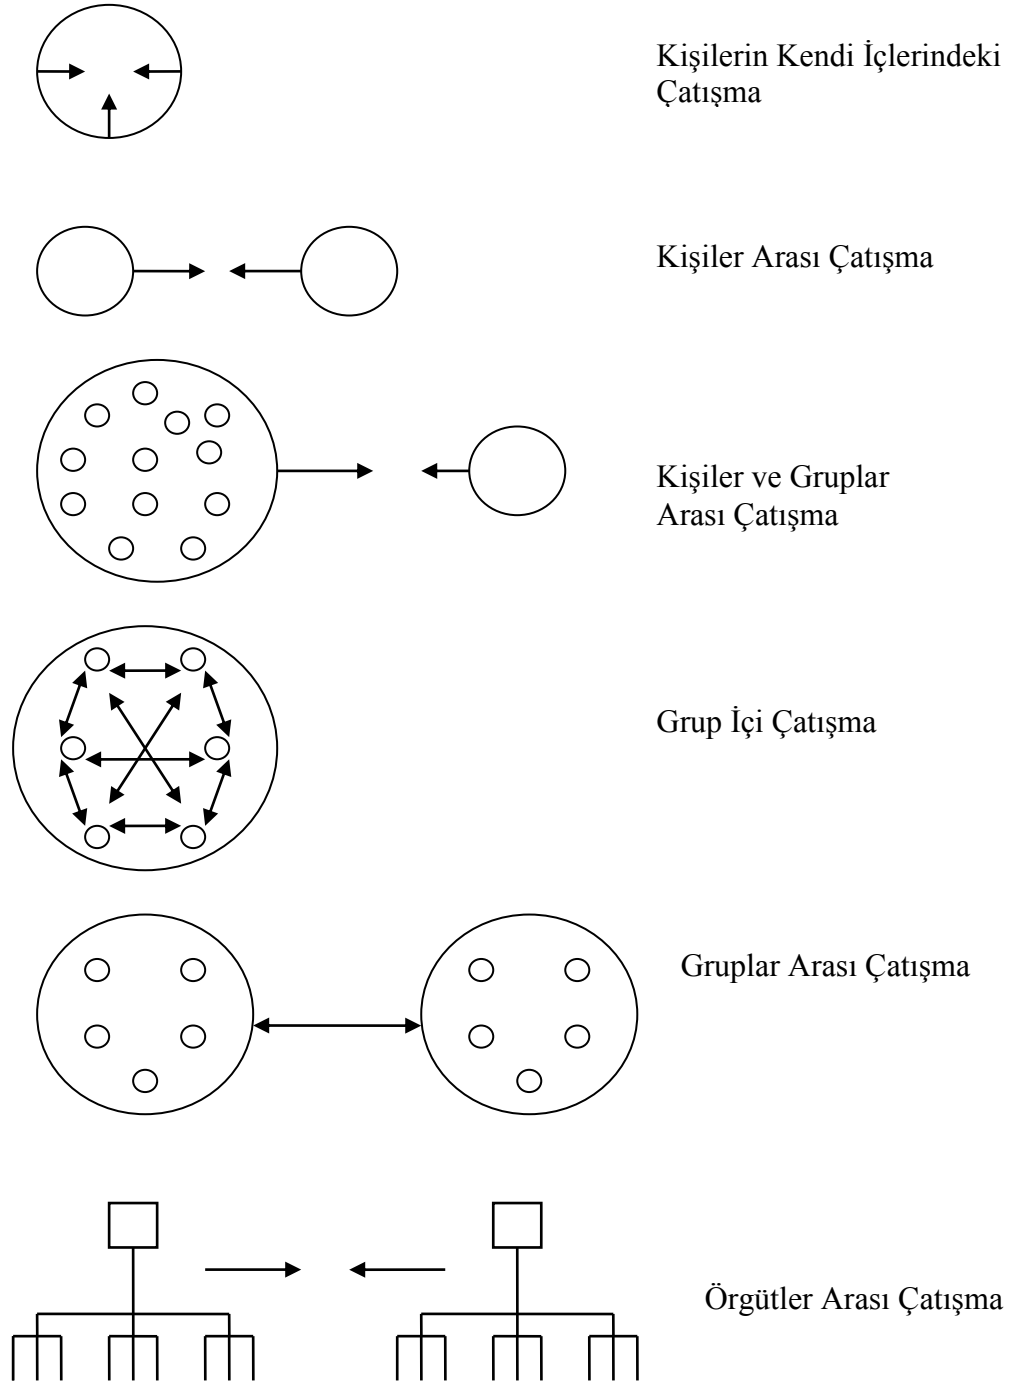 Kişilerin Kendi İçlerindeki
Çatışma
Kişiler Arası Çatışma
Kişiler ve Gruplar
Arası Çatışma
Grup İçi Çatışma
Gruplar Arası Çatışma
Örgütler Arası Çatışma